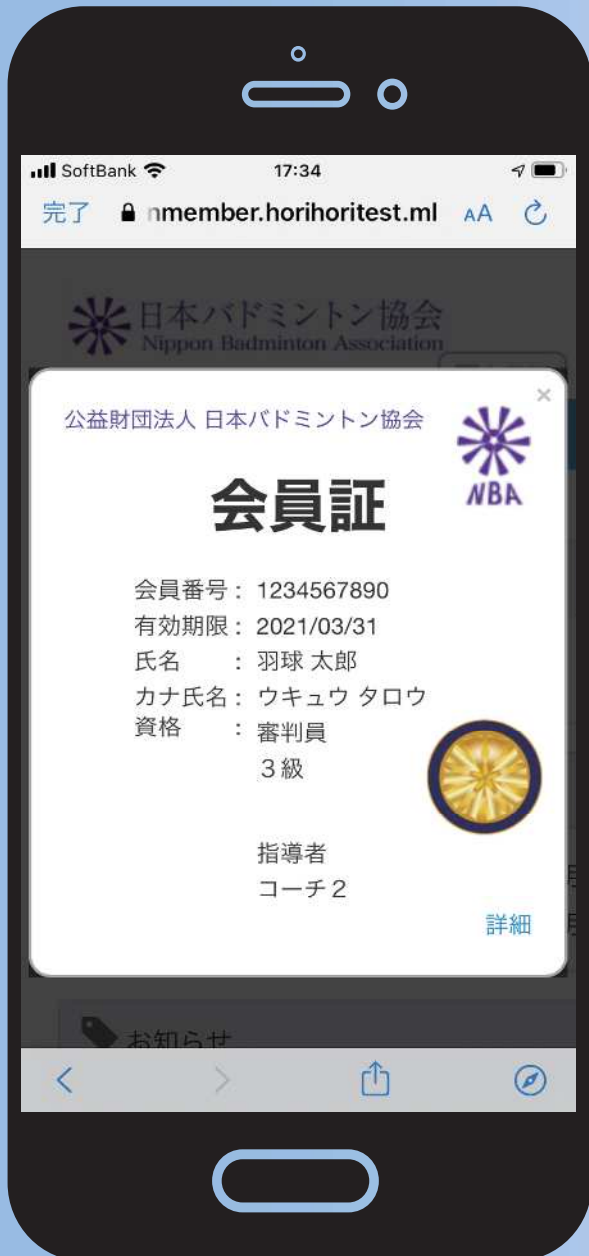 SoftBank 17:34
完了 nmember.horihoritest.ml AA
日本バドミントン協会
Nippon Badminton Association
公益財団法人 日本バドミントン協会
NBA
会員証
会員番号： 1234567890
有効期限： 2021/03/31
氏名 ： 羽球 太郎
カナ氏名： ウキュウ タロウ
資格 ： 審判員
３級
指導者
コーチ２
詳細
お知らせ